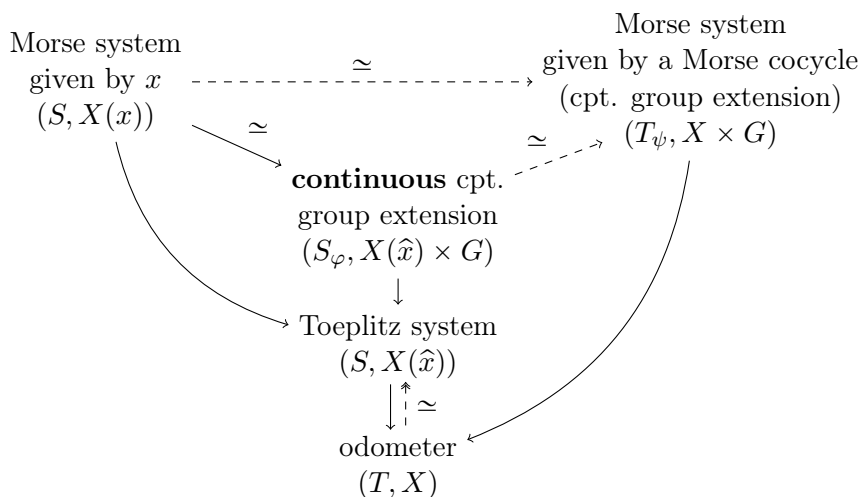 Morse system
given by x
(S, X(x))
≃
Morse system
given by a Morse cocycle
(cpt. group extension)
(T_ψ, X × G)
≃
≃
continuous cpt.
group extension
(S_φ, X(x̂) × G)
Toeplitz system
(S, X(x̂))
≃
odometer
(T, X)